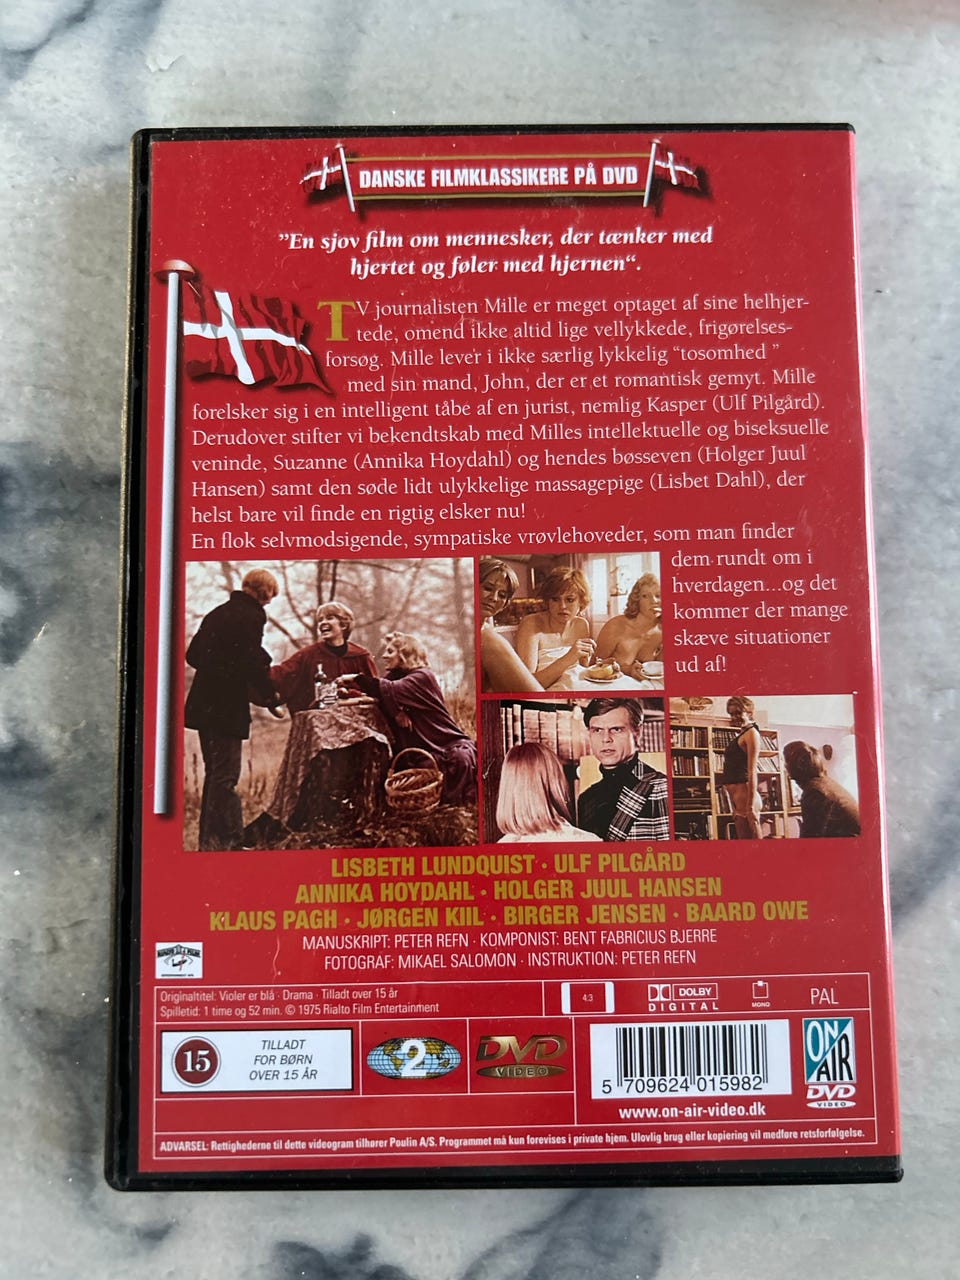 DANSKE FILMKLASSIKERE PÅ DVD
”En sjov film om mennesker, der tænker med
hjertet og føler med hjernen“.
TV journalisten Mille er meget optaget af sine helhjer-
tede, omend ikke altid lige vellykkede, frigørelses-
forsøg. Mille lever i ikke særlig lykkelig “tosomhed ”
med sin mand, John, der er et romantisk gemyt. Mille
forelsker sig i en intelligent tåbe af en jurist, nemlig Kasper (Ulf Pilgård).
Derudover stifter vi bekendtskab med Milles intellektuelle og biseksuelle
veninde, Suzanne (Annika Hoydahl) og hendes bøsseven (Holger Juul
Hansen) samt den søde lidt ulykkelige massagepige (Lisbet Dahl), der
helst bare vil finde en rigtig elsker nu!
En flok selvmodsigende, sympatiske vrøvlehoveder, som man finder
dem rundt om i
hverdagen...og det
kommer der mange
skæve situationer
ud af!
LISBETH LUNDQUIST · ULF PILGÅRD
ANNIKA HOYDAHL · HOLGER JUUL HANSEN
KLAUS PAGH · JØRGEN KIIL · BIRGER JENSEN · BAARD OWE
MANUSKRIPT: PETER REFN · KOMPONIST: BENT FABRICIUS BJERRE
FOTOGRAF: MIKAEL SALOMON · INSTRUKTION: PETER REFN
Originaltitel: Violer er blå · Drama · Tilladt over 15 år
Spilletid: 1 time og 52 min. © 1975 Rialto Film Entertainment
4:3
DOLBY
DIGITAL
MONO
PAL
15
TILLADT
FOR BØRN
OVER 15 ÅR
2
DVD
VIDEO
5 709624 015982
www.on-air-video.dk
ON
AIR
DVD
VIDEO
ADVARSEL: Rettighederne til dette videogram tilhører Poulin A/S. Programmet må kun forevises i private hjem. Ulovlig brug eller kopiering vil medføre retsforfølgelse.